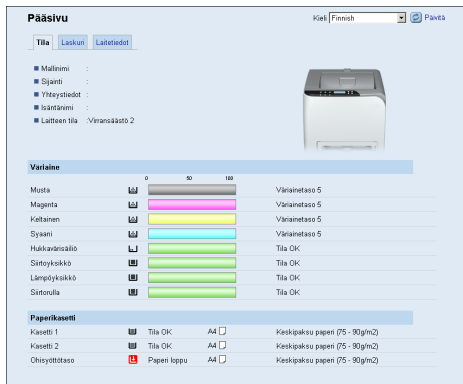 Pääsivu
Kieli Finnish Päivitä
Tila Laskuri Laitetiedot
Mallinimi :
Sijainti :
Yhteystiedot :
Isäntänimi :
Laitteen tila :Virransäästö 2
Väriaine
0 50 100
Musta Väriainetaso 5
Magenta Väriainetaso 5
Keltainen Väriainetaso 5
Syaani Väriainetaso 5
Hukkavärisäiliö Tila OK
Siirtoyksikkö Tila OK
Lämpöyksikkö Tila OK
Siirtorulla Tila OK
Paperikasetti
Kasetti 1 Tila OK A4 Keskipaksu paperi (75 - 90g/m2)
Kasetti 2 Tila OK A4 Keskipaksu paperi (75 - 90g/m2)
Ohisyöttötaso Paperi loppu A4 Keskipaksu paperi (75 - 90g/m2)